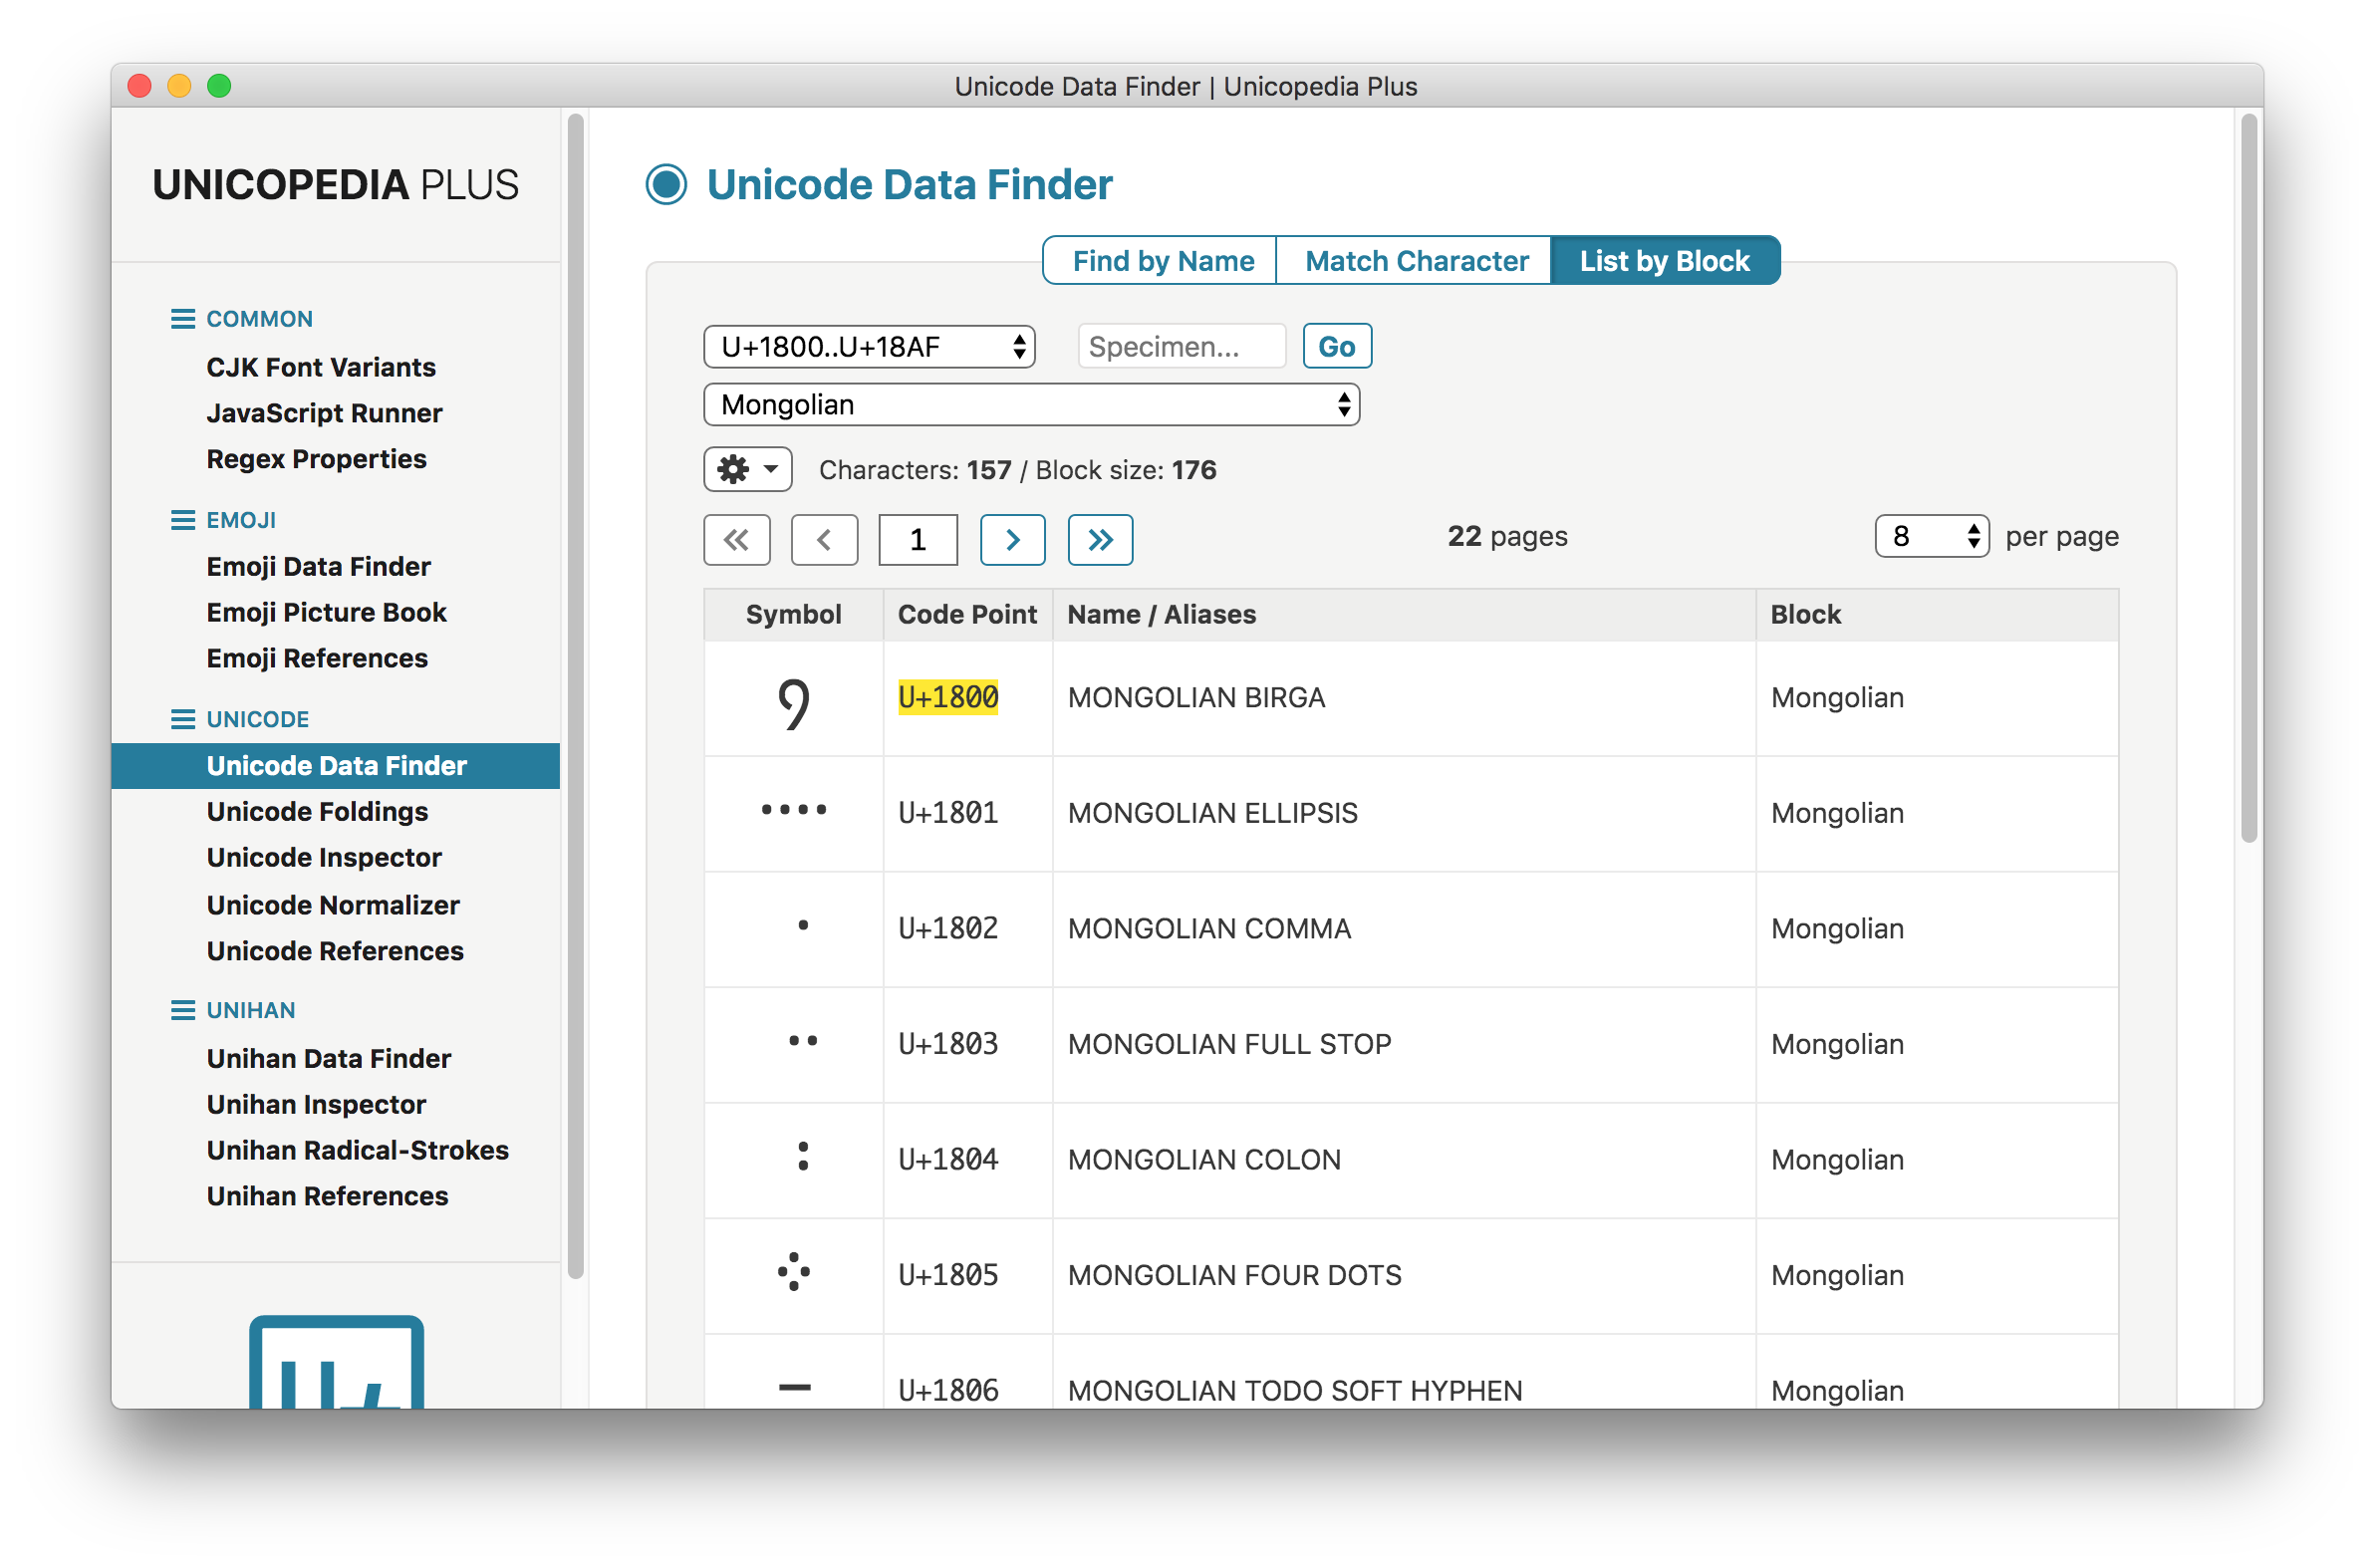 Unicode Data Finder | Unicopedia Plus
UNICOPEDIA PLUS
COMMON
CJK Font Variants
JavaScript Runner
Regex Properties
EMOJI
Emoji Data Finder
Emoji Picture Book
Emoji References
UNICODE
Unicode Data Finder
Unicode Foldings
Unicode Inspector
Unicode Normalizer
Unicode References
UNIHAN
Unihan Data Finder
Unihan Inspector
Unihan Radical-Strokes
Unihan References
U+
Unicode Data Finder
Find by Name Match Character List by Block
U+1800..U+18AF Specimen... Go
Mongolian
Characters: 157 / Block size: 176
« ‹ 1 › » 22 pages 8 per page
Symbol Code Point Name / Aliases Block
᠀ U+1800 MONGOLIAN BIRGA Mongolian
᠁ U+1801 MONGOLIAN ELLIPSIS Mongolian
᠂ U+1802 MONGOLIAN COMMA Mongolian
᠃ U+1803 MONGOLIAN FULL STOP Mongolian
᠄ U+1804 MONGOLIAN COLON Mongolian
᠅ U+1805 MONGOLIAN FOUR DOTS Mongolian
᠆ U+1806 MONGOLIAN TODO SOFT HYPHEN Mongolian